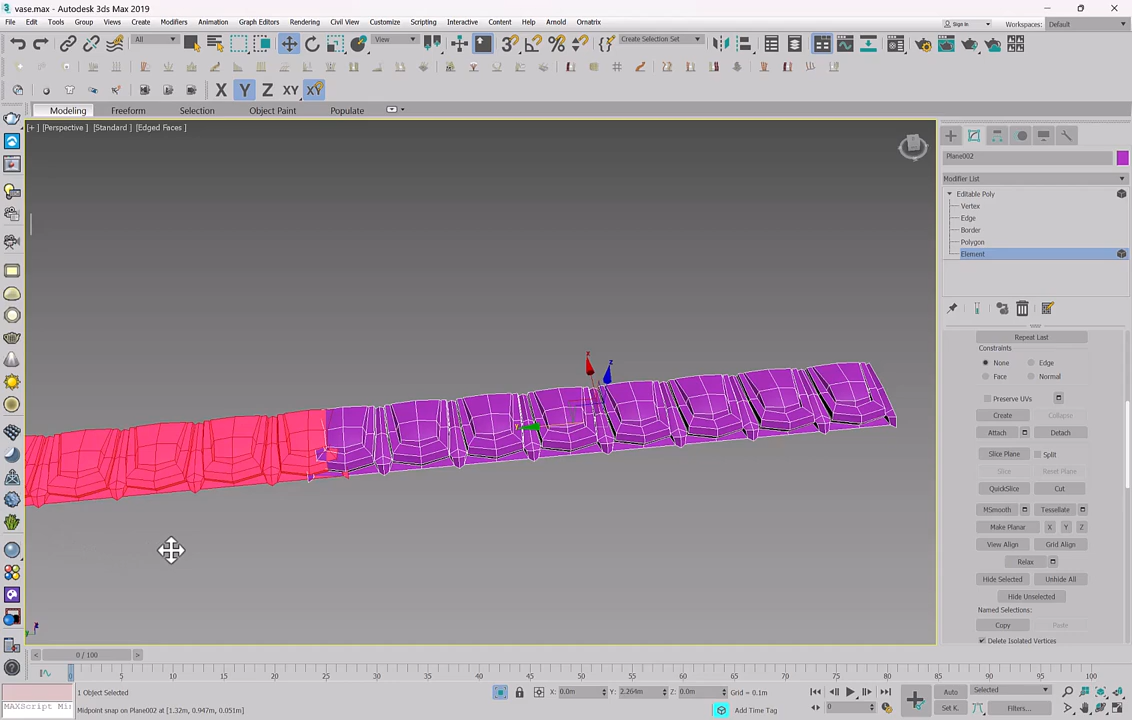 vase.max - Autodesk 3ds Max 2019
File Edit Tools Group Views Create Modifiers Animation Graph Editors Rendering Civil View Customize Scripting Interactive Content Help Arnold Ornatrix
Sign In Workspaces: Default
All View Create Selection Set
X Y Z XY XY
Modeling Freeform Selection Object Paint Populate
[+] [Perspective] [Standard] [Edged Faces]
Plane002
Modifier List
Editable Poly
Vertex
Edge
Border
Polygon
Element
Repeat Last
Constraints
None Edge
Face Normal
Preserve UVs
Create Collapse
Attach Detach
Slice Plane Split
Slice Reset Plane
QuickSlice Cut
MSmooth Tessellate
Make Planar X Y Z
View Align Grid Align
Relax
Hide Selected Unhide All
Hide Unselected
Named Selections:
Copy Paste
Delete Isolated Vertices
x z
z
0 / 100
0 5 10 15 20 25 30 35 40 45 50 55 60 65 70 75 80 85 90 95 100
1 Object Selected
X: 0.0m Y: 2.264m Z: 0.0m Grid = 0.1m
Auto Selected
MAXScript Mi
Midpoint snap on Plane002 at [1.32m, 0.947m, 0.051m]
Add Time Tag
0
Set K. Filters...